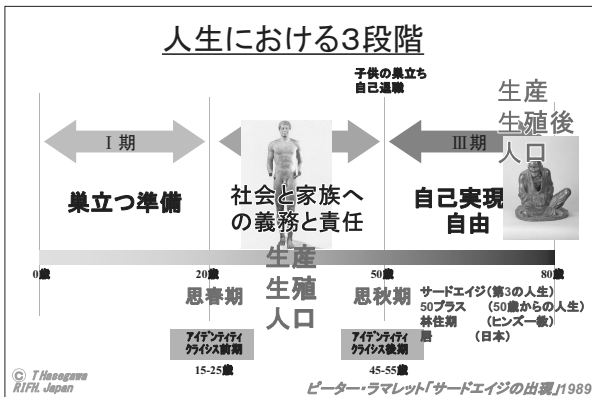 人生における3段階
子供の巣立ち
自己退職
生産
生殖後
人口
Ⅰ期
Ⅲ期
巣立つ準備
社会と家族へ
の義務と責任
自己実現
自由
生産
生殖
人口
0歳
20歳
50歳
80歳
思春期
思秋期
サードエイジ(第3の人生)
50プラス (50歳からの人生)
林住期 (ヒンズー教)
居 (日本)
アイデンティティ
クライシス前期
アイデンティティ
クライシス後期
15-25歳
45-55歳
© T Hasegawa
RIFH. Japan
ピーター・ラマレット「サードエイジの出現」1989